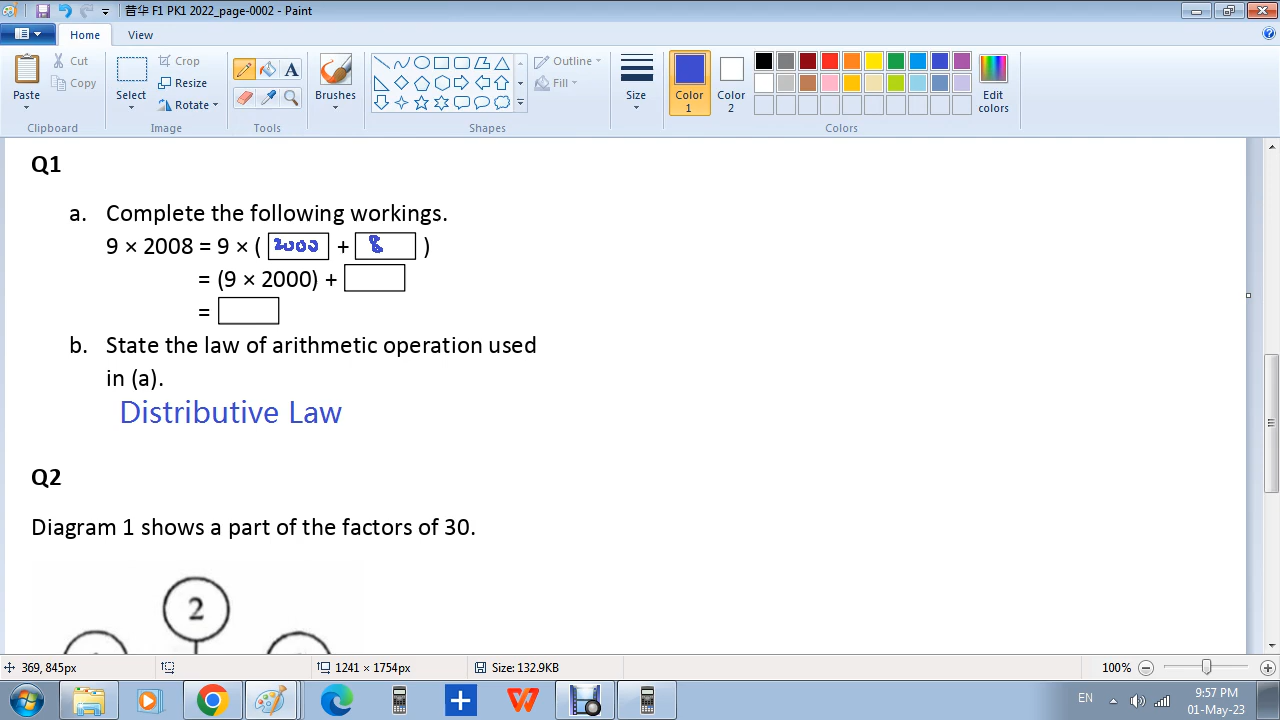 普华 F1 PK1 2022_page-0002 - Paint
Home View
Paste Cut Copy Clipboard
Select Crop Resize Rotate Image
Tools
Brushes
Outline Fill Shapes
Size
Color 1 Color 2 Edit colors Colors
Q1
a. Complete the following workings.
9 × 2008 = 9 × ( 2000 + 8 )
= (9 × 2000) +
=
b. State the law of arithmetic operation used
in (a).
Distributive Law
Q2
Diagram 1 shows a part of the factors of 30.
2
369, 845px 1241 × 1754px Size: 132.9KB 100%
EN 9:57 PM
01-May-23